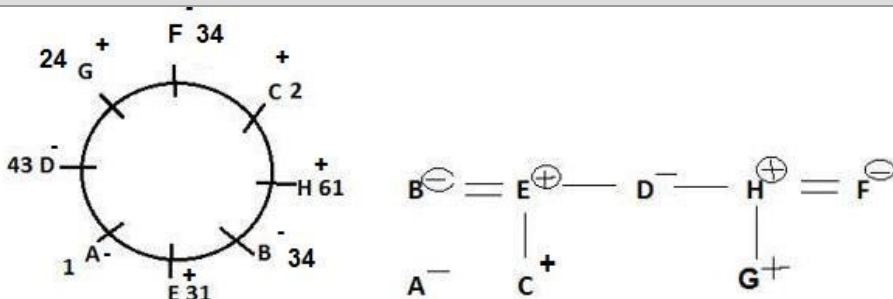 F - 34
24 G +
C + 2
43 D -
H + 61
1 A -
B - 34
E + 31
B ⊖ = E ⊕ — D - — H ⊕ = F ⊖
A - C + G +